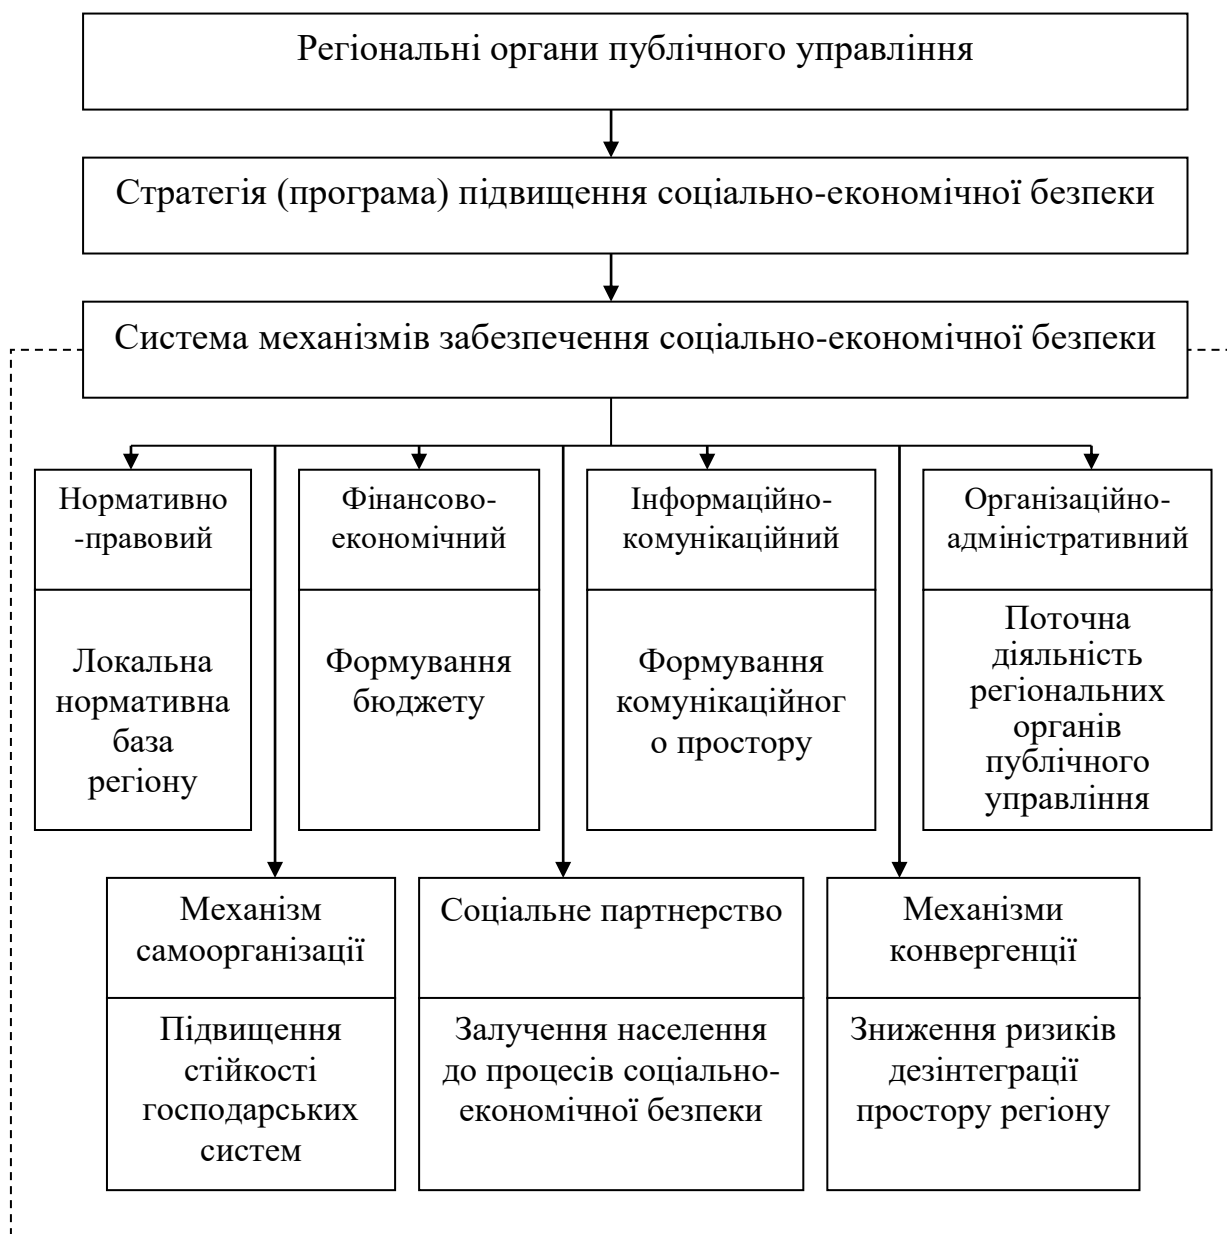 Регіональні органи публічного управління
Стратегія (програма) підвищення соціально-економічної безпеки
Система механізмів забезпечення соціально-економічної безпеки
Нормативно
-правовий
Локальна
нормативна
база
регіону
Фінансово-
економічний
Формування
бюджету
Інформаційно-
комунікаційний
Формування
комунікаційног
о простору
Організаційно-
адміністративний
Поточна
діяльність
регіональних
органів
публічного
управління
Механізм
самоорганізації
Підвищення
стійкості
господарських
систем
Соціальне партнерство
Залучення населення
до процесів соціально-
економічної безпеки
Механізми
конвергенції
Зниження ризиків
дезінтеграції
простору регіону